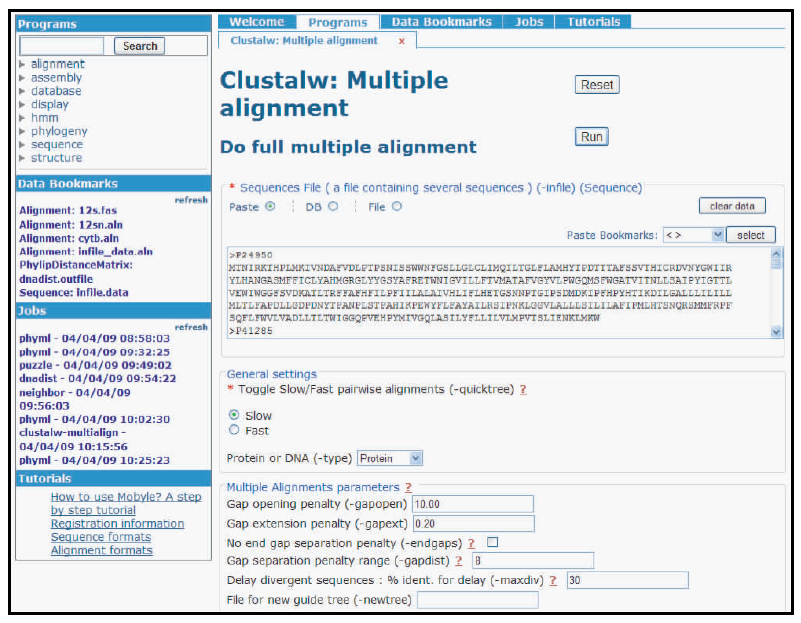 Programs
Search
alignment
assembly
database
display
hmm
phylogeny
sequence
structure
Data Bookmarks
refresh
Alignment: 12s.fas
Alignment: 12sn.aln
Alignment: cytb.aln
Alignment: infile_data.aln
PhylipDistanceMatrix:
dnadist.outfile
Sequence: infile.data
Jobs
refresh
phyml - 04/04/09 08:58:03
phyml - 04/04/09 09:32:25
puzzle - 04/04/09 09:49:02
dnadist - 04/04/09 09:54:22
neighbor - 04/04/09
09:56:03
phyml - 04/04/09 10:02:30
clustalw-multialign -
04/04/09 10:15:56
phyml - 04/04/09 10:25:23
Tutorials
How to use Mobyle? A step
by step tutorial
Registration information
Sequence formats
Alignment formats
Welcome Programs Data Bookmarks Jobs Tutorials
Clustalw: Multiple alignment x
Clustalw: Multiple
alignment
Reset
Do full multiple alignment
Run
* Sequences File ( a file containing several sequences ) (-infile) (Sequence)
Paste DB File
clear data
Paste Bookmarks: <> select
>P24950
>P41285
General settings
* Toggle Slow/Fast pairwise alignments (-quicktree) ?
Slow
Fast
Protein or DNA (-type) Protein
Multiple Alignments parameters ?
Gap opening penalty (-gapopen) 10.00
Gap extension penalty (-gapext) 0.20
No end gap separation penalty (-endgaps) ?
Gap separation penalty range (-gapdist) ? 8
Delay divergent sequences : % ident. for delay (-maxdiv) ? 30
File for new guide tree (-newtree)